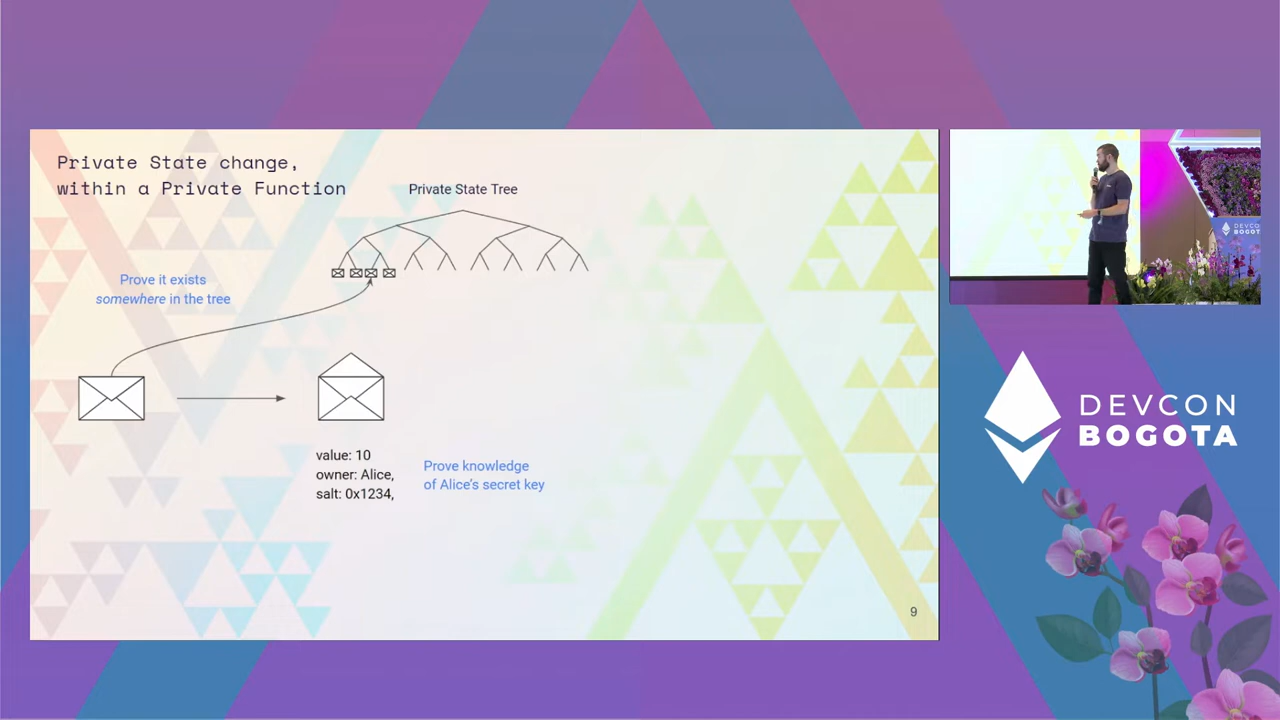 Private State change,
within a Private Function
Private State Tree
Prove it exists
somewhere in the tree
value: 10
owner: Alice,
salt: 0x1234,
Prove knowledge
of Alice's secret key
9
DEVCON
BOGOTA